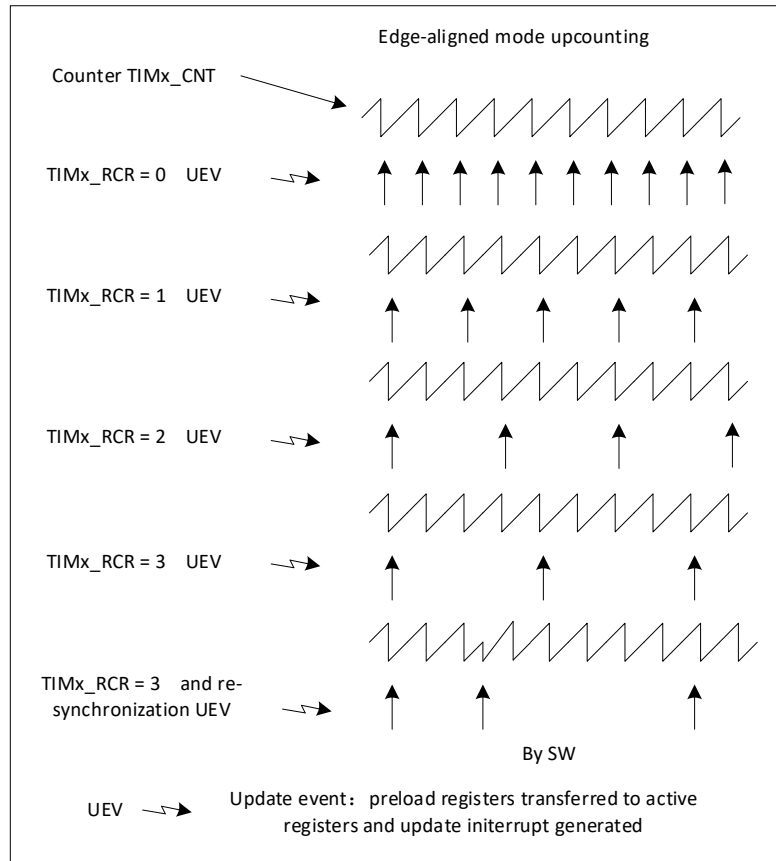 Edge-aligned mode upcounting
Counter TIMx_CNT
TIMx_RCR = 0 UEV
TIMx_RCR = 1 UEV
TIMx_RCR = 2 UEV
TIMx_RCR = 3 UEV
TIMx_RCR = 3 and re-
synchronization UEV
By SW
UEV
Update event：preload registers transferred to active
registers and update initerrupt generated